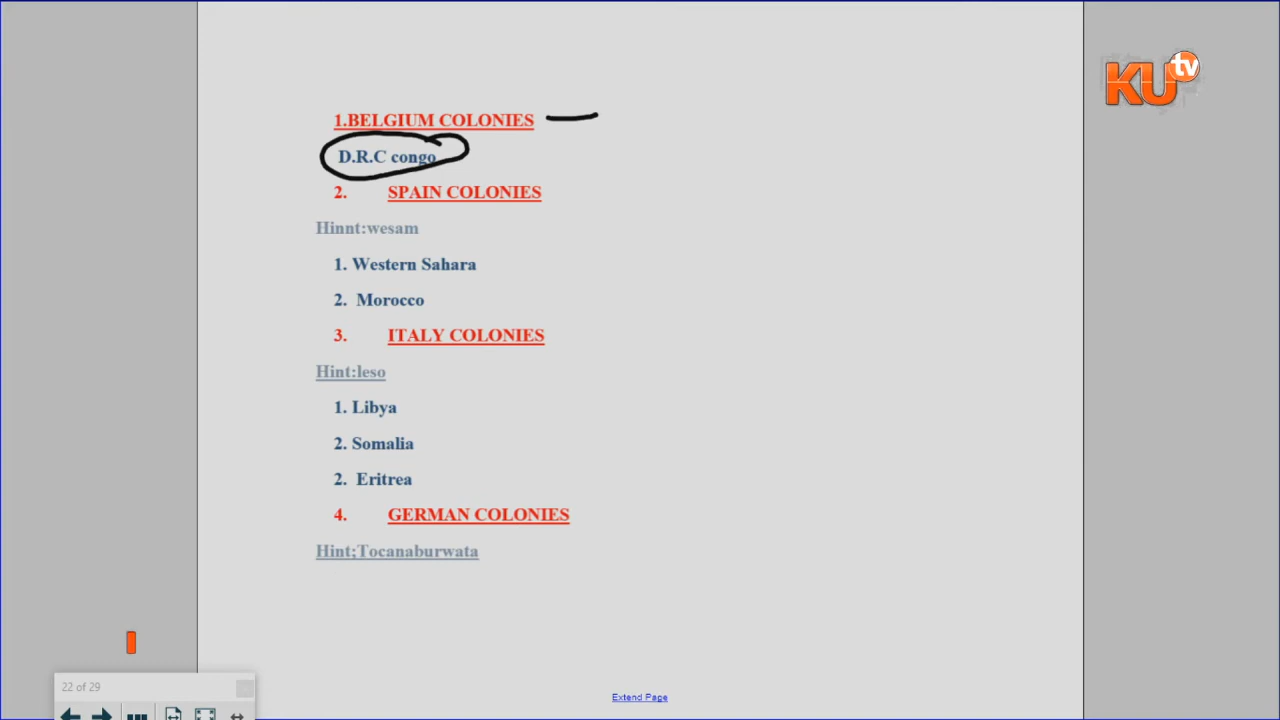 KU tv
1.BELGIUM COLONIES
D.R.C congo
2. SPAIN COLONIES
Hinnt:wesam
1. Western Sahara
2. Morocco
3. ITALY COLONIES
Hint:leso
1. Libya
2. Somalia
2. Eritrea
4. GERMAN COLONIES
Hint;Tocanaburwata
22 of 29
Extend Page